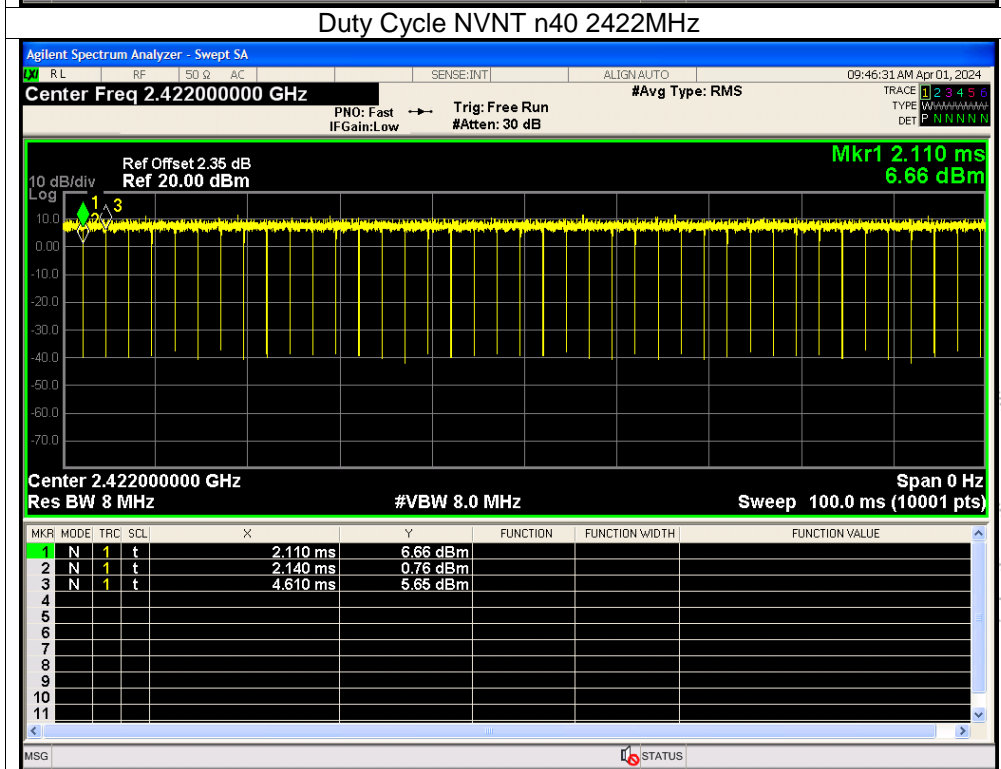 Duty Cycle NVNT n40 2422MHz
Agilent Spectrum Analyzer - Swept SA
LXI RL RF 50 Ω AC SENSE:INT ALIGN AUTO 09:46:31 AM Apr 01, 2024
Center Freq 2.422000000 GHz #Avg Type: RMS TRACE 1 2 3 4 5 6
PNO: Fast Trig: Free Run TYPE WWWWWW
IFGain:Low #Atten: 30 dB DET P N N N N N
Mkr1 2.110 ms
6.66 dBm
Ref Offset 2.35 dB
10 dB/div Ref 20.00 dBm
Log
1 2 3
10.0
0.00
-10.0
-20.0
-30.0
-40.0
-50.0
-60.0
-70.0
Center 2.422000000 GHz Span 0 Hz
Res BW 8 MHz #VBW 8.0 MHz Sweep 100.0 ms (10001 pts)
MKR MODE TRC SCL X Y FUNCTION FUNCTION WIDTH FUNCTION VALUE
1 N 1 t 2.110 ms 6.66 dBm
2 N 1 t 2.140 ms 0.76 dBm
3 N 1 t 4.610 ms 5.65 dBm
4
5
6
7
8
9
10
11
MSG STATUS